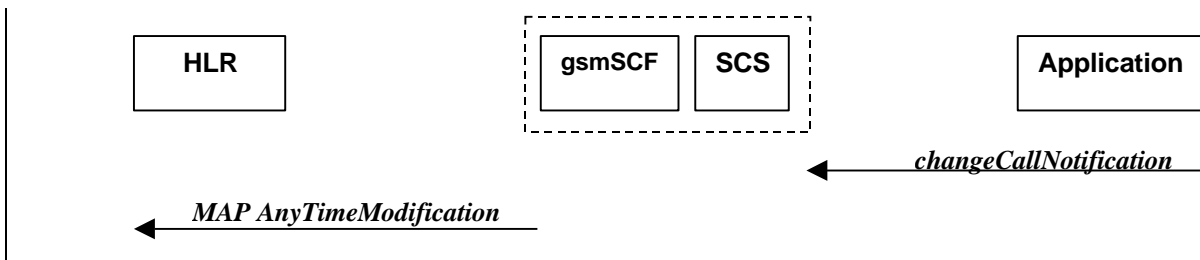 HLR
gsmSCF
SCS
Application
changeCallNotification
MAP AnyTimeModification